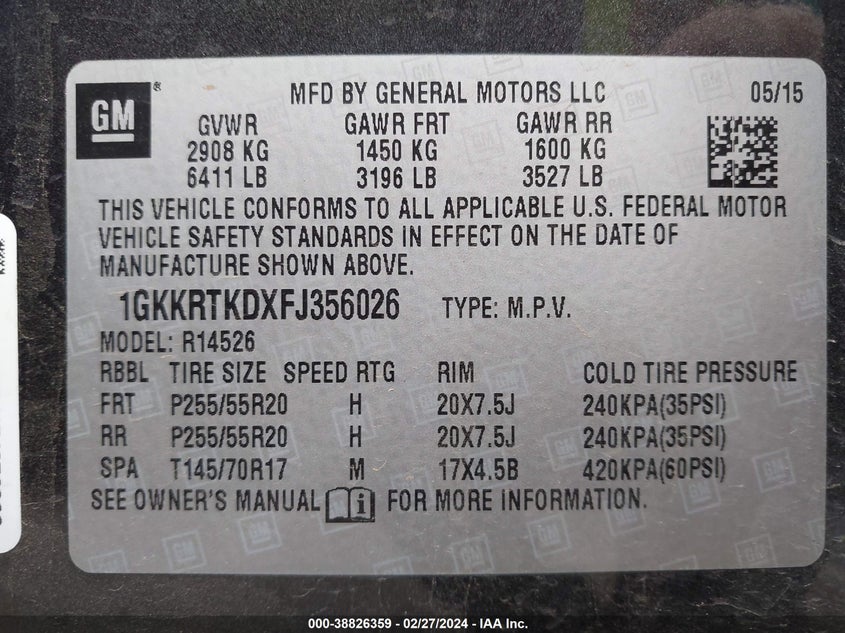 GM® MFD BY GENERAL MOTORS LLC 05/15
GVWR GAWR FRT GAWR RR
2908 KG 1450 KG 1600 KG
6411 LB 3196 LB 3527 LB
THIS VEHICLE CONFORMS TO ALL APPLICABLE U.S. FEDERAL MOTOR
VEHICLE SAFETY STANDARDS IN EFFECT ON THE DATE OF
MANUFACTURE SHOWN ABOVE.
1GKKRTKDXFJ356026 TYPE: M.P.V.
MODEL: R14526
RBBL TIRE SIZE SPEED RTG RIM COLD TIRE PRESSURE
FRT P255/55R20 H 20X7.5J 240KPA(35PSI)
RR P255/55R20 H 20X7.5J 240KPA(35PSI)
SPA T145/70R17 M 17X4.5B 420KPA(60PSI)
SEE OWNER'S MANUAL i FOR MORE INFORMATION.
000-38826359 / 02/27/2024 - IAA Inc.